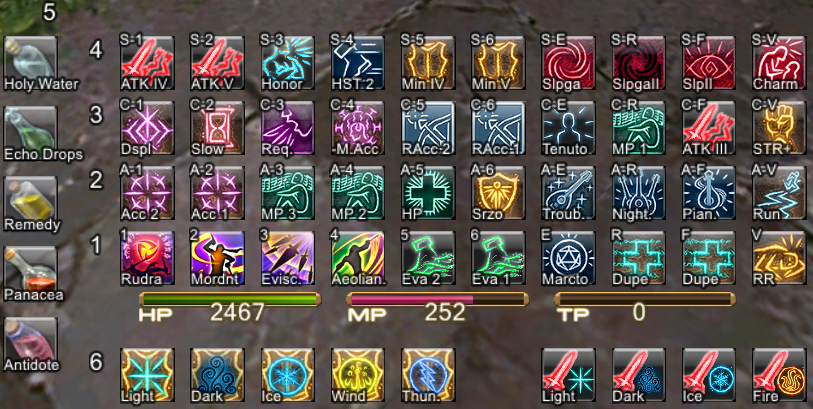 5
Holy Water
Echo Drops
Remedy
Panacea
Antidote
4
S-1 S-2 S-3 S-4 S-5 S-6 S-E S-R S-F S-V
ATK IV ATK V Honor HST 2 Min IV Min V Slpga SlpgaII SlpII Charm
3
C-1 C-2 C-3 C-4 C-5 C-6 C-E C-R C-F C-V
Dspl Slow Req. -M.Acc RAcc 2 RAcc 1 Tenuto MP 1 ATK III STR+
2
A-1 A-2 A-3 A-4 A-5 A-6 A-E A-R A-F A-V
Acc 2 Acc 1 MP 3 MP 2 HP Srzo Troub. Night. Pian. Run
1
1 2 3 4 5 6 E R F V
Rudra Mordnt Evisc. Aeolian. Eva 2 Eva 1 Marcto Dupe Dupe RR
HP 2467 MP 252 TP 0
6
Light Dark Ice Wind Thun. Light Dark Ice Fire